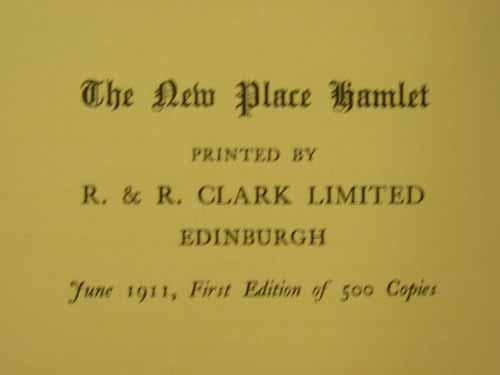 The New Place Hamlet
PRINTED BY
R. & R. CLARK LIMITED
EDINBURGH
June 1911, First Edition of 500 Copies